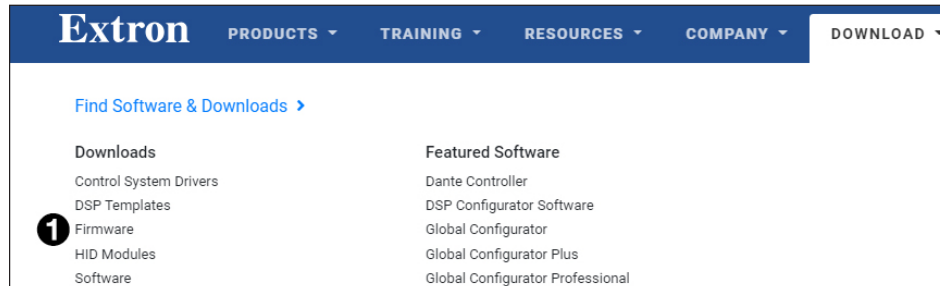 Extron PRODUCTS TRAINING RESOURCES COMPANY DOWNLOAD
Find Software & Downloads
Downloads
Control System Drivers
DSP Templates
1 Firmware
HID Modules
Software
Featured Software
Dante Controller
DSP Configurator Software
Global Configurator
Global Configurator Plus
Global Configurator Professional